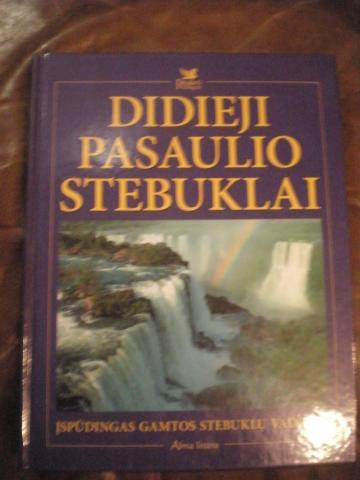 DIDIEJI
PASAULIO
STEBUKLAI
ĮSPŪDINGAS GAMTOS STEBUKLŲ
Alma littera